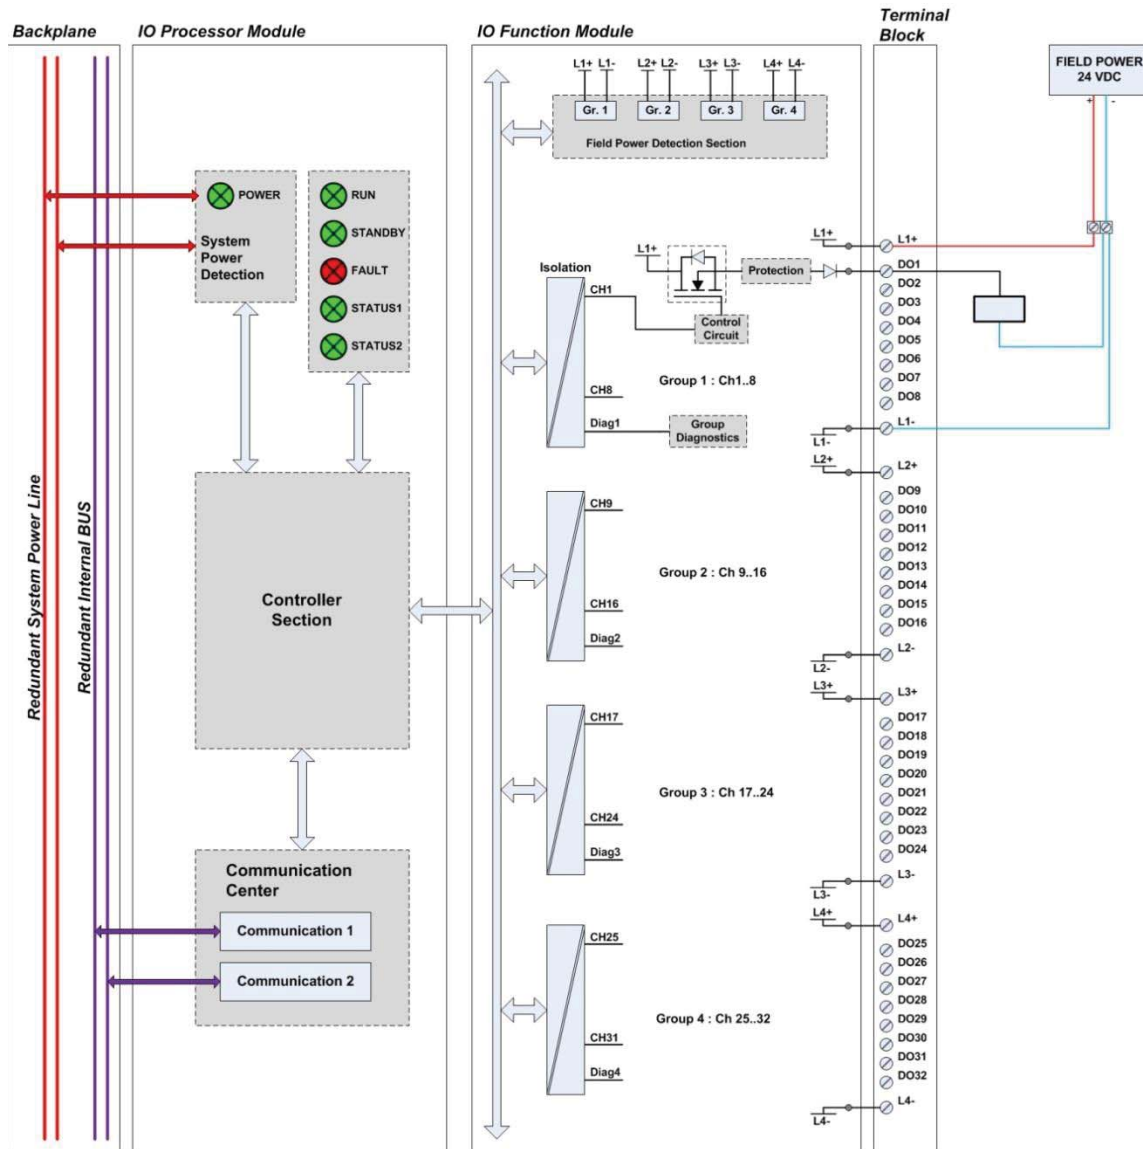 Backplane
IO Processor Module
IO Function Module
Terminal
Block
FIELD POWER
24 VDC
+
-
L1+
L1-
L2+
L2-
L3+
L3-
L4+
L4-
Gr. 1
Gr. 2
Gr. 3
Gr. 4
Field Power Detection Section
POWER
System
Power
Detection
RUN
STANDBY
FAULT
STATUS1
STATUS2
Isolation
CH1
L1+
Protection
Control
Circuit
Group 1 : Ch1..8
CH8
Diag1
Group
Diagnostics
L1+
L1+
DO1
DO2
DO3
DO4
DO5
DO6
DO7
DO8
L1-
L1-
L2+
L2+
Redundant System Power Line
Redundant Internal BUS
Controller
Section
CH9
Group 2 : Ch 9..16
CH16
Diag2
DO9
DO10
DO11
DO12
DO13
DO14
DO15
DO16
L2-
L2-
L3+
L3+
CH17
Group 3 : Ch 17..24
CH24
Diag3
DO17
DO18
DO19
DO20
DO21
DO22
DO23
DO24
L3-
L3-
L4+
L4+
Communication
Center
Communication 1
Communication 2
CH25
Group 4 : Ch 25..32
CH31
Diag4
DO25
DO26
DO27
DO28
DO29
DO30
DO31
DO32
L4-
L4-